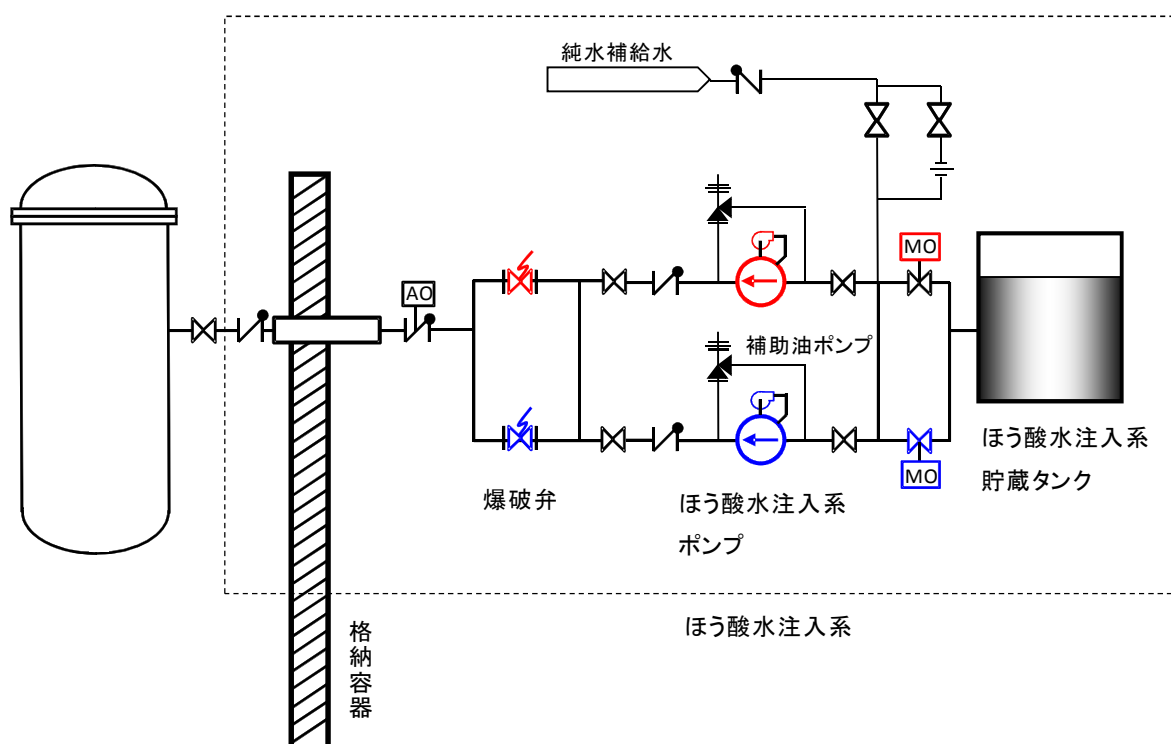 純水補給水
MO
AO
補助油ポンプ
MO
ほう酸水注入系
貯蔵タンク
爆破弁
ほう酸水注入系
ポンプ
ほう酸水注入系
格納容器